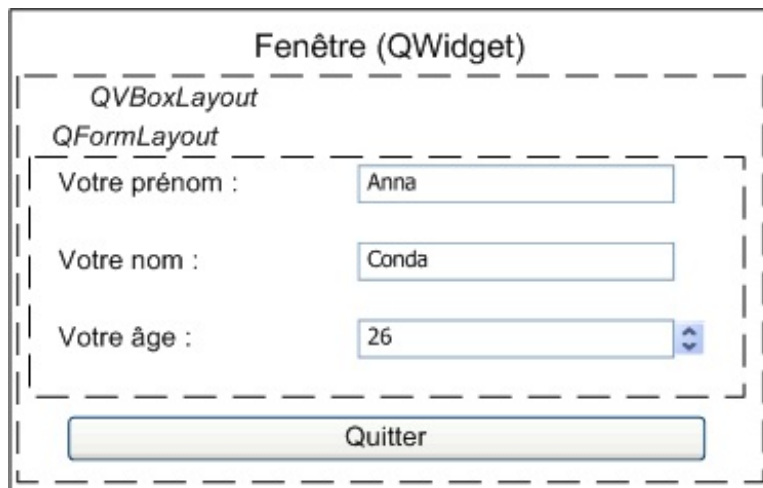 Fenêtre (QWidget)
QVBoxLayout
QFormLayout
Votre prénom : Anna
Votre nom : Conda
Votre âge : 26
Quitter